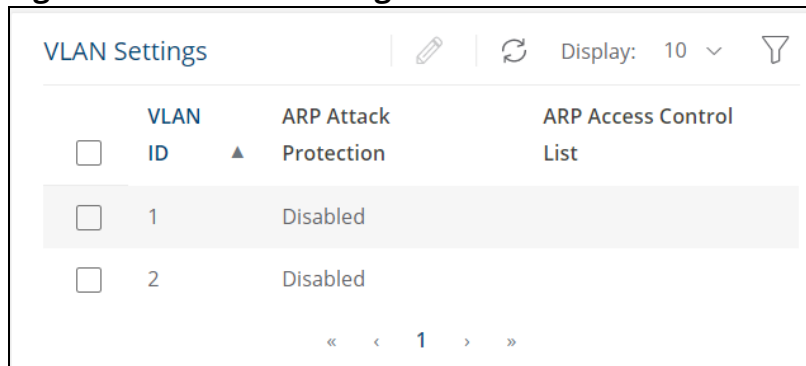 VLAN Settings Display: 10
VLAN ARP Attack ARP Access Control
ID ▲ Protection List
1 Disabled
2 Disabled
« ‹ 1 › »